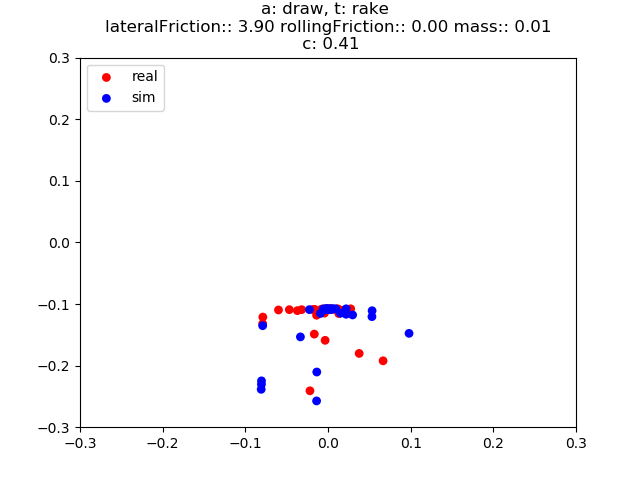 a: draw, t: rake
lateralFriction:: 3.90 rollingFriction:: 0.00 mass:: 0.01
c: 0.41
real
sim
0.3
0.2
0.1
0.0
−0.1
−0.2
−0.3
−0.3
−0.2
−0.1
0.0
0.1
0.2
0.3